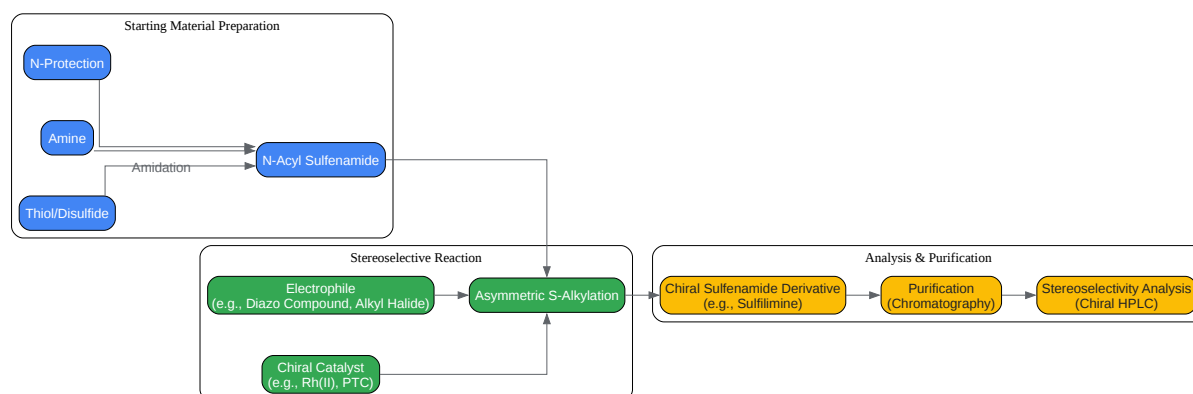 Starting Material Preparation
N-Protection
Amine
Amidation
N-Acyl Sulfenamide
Thiol/Disulfide
Stereoselective Reaction
Electrophile
(e.g., Diazo Compound, Alkyl Halide)
Asymmetric S-Alkylation
Chiral Catalyst
(e.g., Rh(II), PTC)
Analysis & Purification
Chiral Sulfenamide Derivative
(e.g., Sulfilimine)
Purification
(Chromatography)
Stereoselectivity Analysis
(Chiral HPLC)